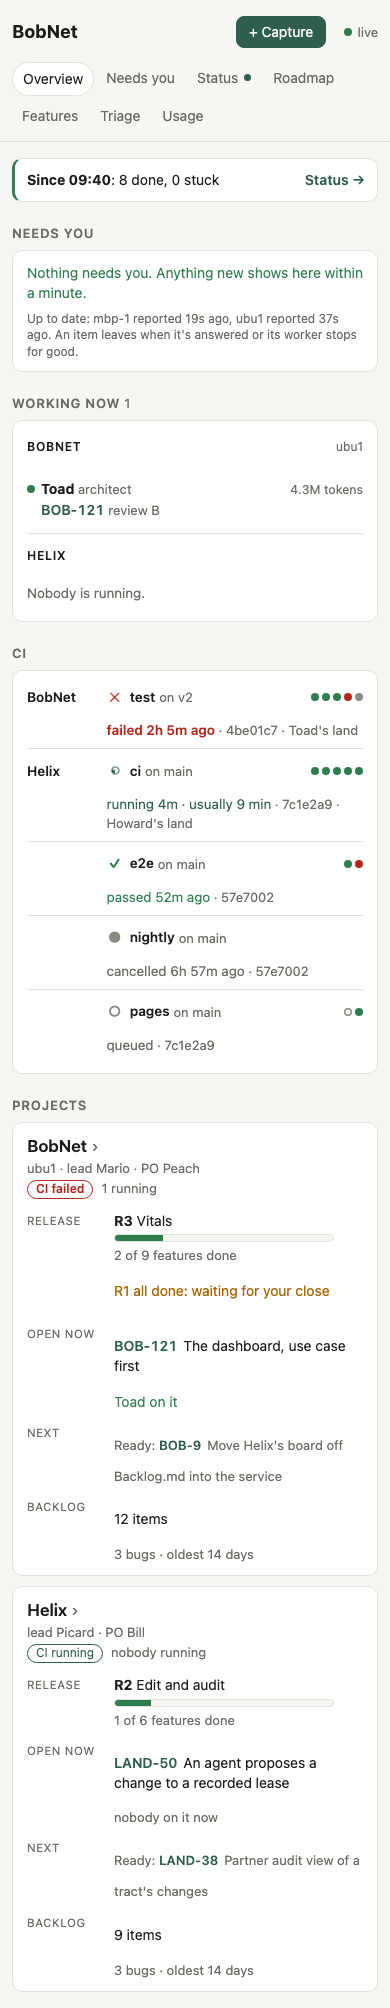 BobNet
+ Capture
live
Overview
Needs you
Status
Roadmap
Features
Triage
Usage
Since 09:40: 8 done, 0 stuck
Status →
NEEDS YOU
Nothing needs you. Anything new shows here within
a minute.
Up to date: mbp-1 reported 19s ago, ubu1 reported 37s
ago. An item leaves when it's answered or its worker stops
for good.
WORKING NOW 1
BOBNET
ubu1
Toad architect
4.3M tokens
BOB-121 review B
HELIX
Nobody is running.
CI
BobNet
test on v2
failed 2h 5m ago · 4be01c7 · Toad's land
Helix
ci on main
running 4m · usually 9 min · 7c1e2a9 ·
Howard's land
e2e on main
passed 52m ago · 57e7002
nightly on main
cancelled 6h 57m ago · 57e7002
pages on main
queued · 7c1e2a9
PROJECTS
BobNet ›
ubu1 · lead Mario · PO Peach
CI failed
1 running
RELEASE
R3 Vitals
2 of 9 features done
R1 all done: waiting for your close
OPEN NOW
BOB-121 The dashboard, use case
first
Toad on it
NEXT
Ready: BOB-9 Move Helix's board off
Backlog.md into the service
BACKLOG
12 items
3 bugs · oldest 14 days
Helix ›
lead Picard · PO Bill
CI running
nobody running
RELEASE
R2 Edit and audit
1 of 6 features done
OPEN NOW
LAND-50 An agent proposes a
change to a recorded lease
nobody on it now
NEXT
Ready: LAND-38 Partner audit view of a
tract's changes
BACKLOG
9 items
3 bugs · oldest 14 days